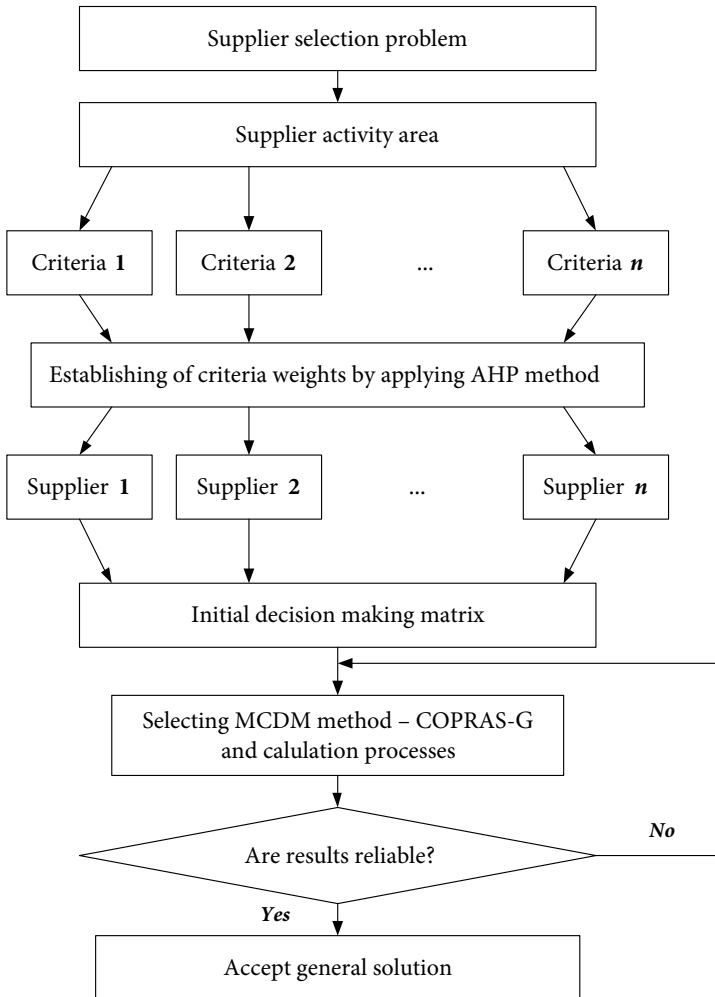 Supplier selection problem
Supplier activity area
Criteria 1
Criteria 2
...
Criteria n
Establishing of criteria weights by applying AHP method
Supplier 1
Supplier 2
...
Supplier n
Initial decision making matrix
Selecting MCDM method – COPRAS-G
and calulation processes
Are results reliable?
No
Yes
Accept general solution